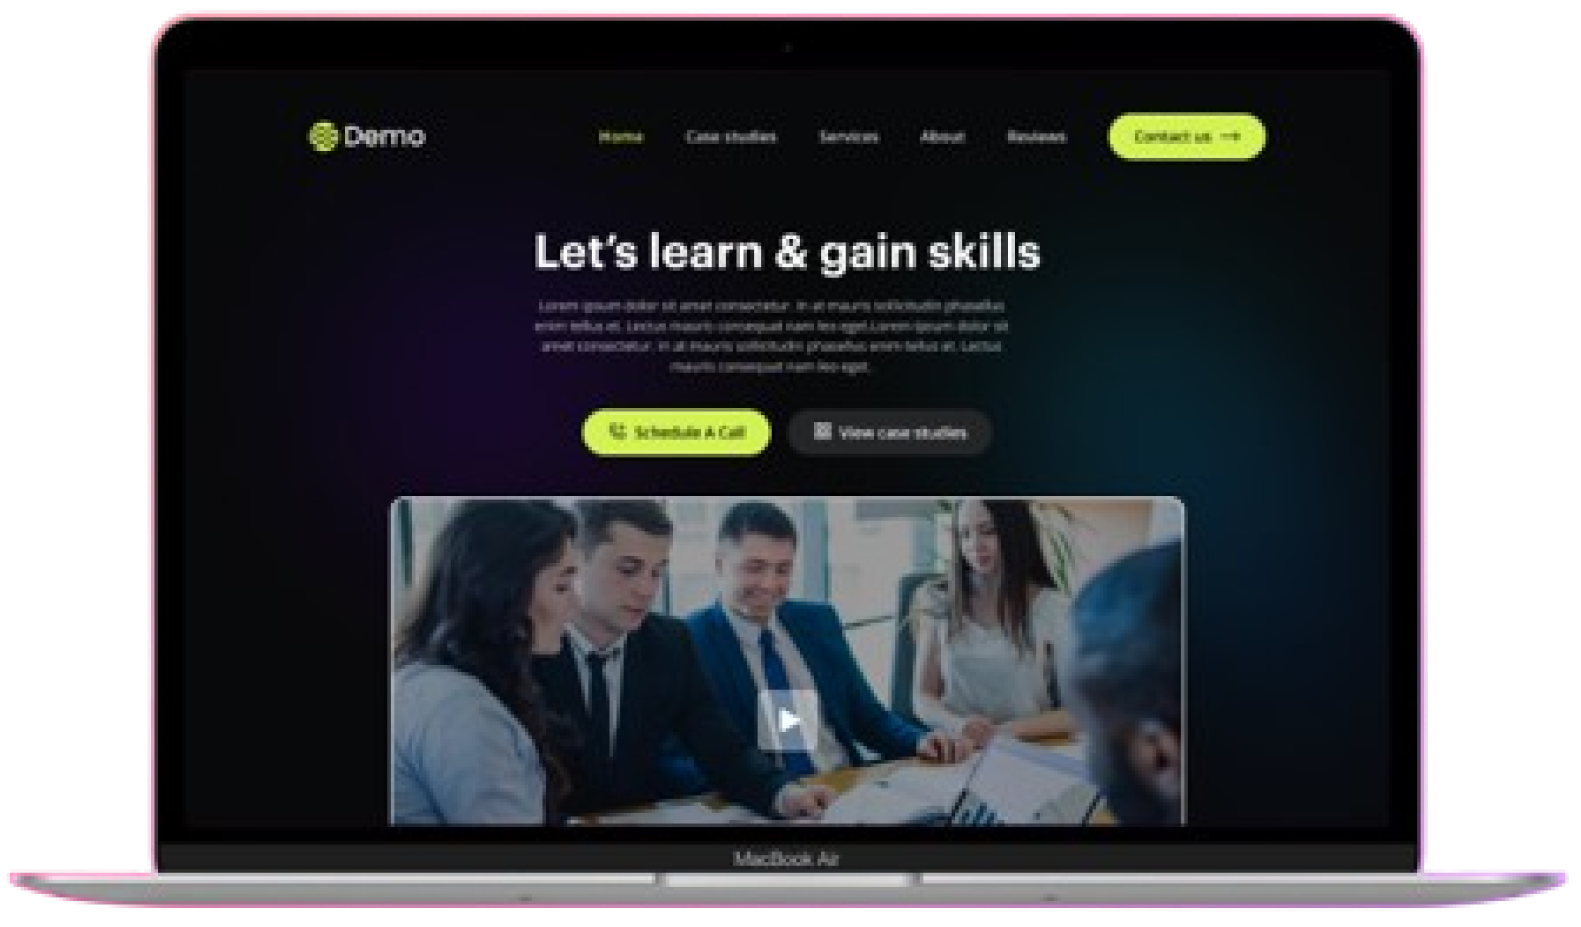 Demo
Home Case studies Services About Reviews Contact us →
Let's learn & gain skills
Lorem ipsum dolor sit amet consectetur. In at mauris sollicitudin phasellus
enim tellus et. Lectus mauris consequat nam leo eget.Lorem ipsum dolor sit
amet consectetur. In at mauris sollicitudin phasellus enim tellus et. Lectus
mauris consequat nam leo eget.
Schedule A Call View case studies
MacBook Air